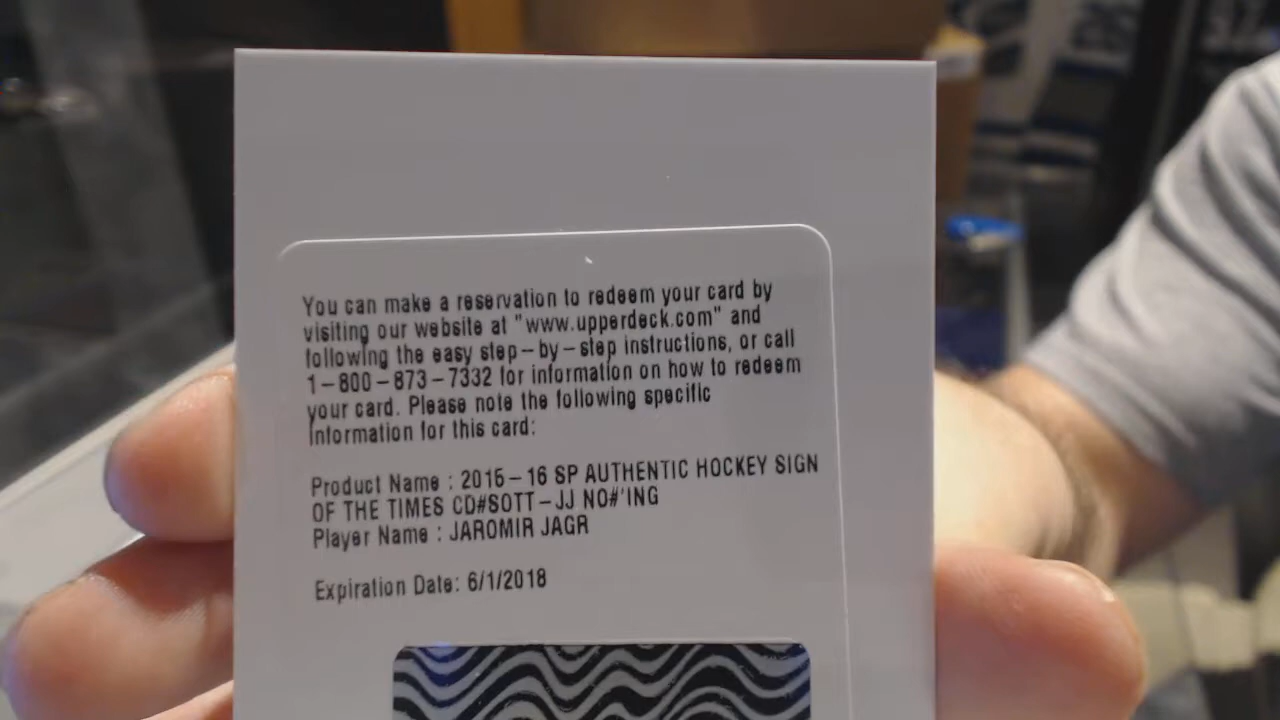 You can make a reservation to redeem your card by
visiting our website at "www.upperdeck.com" and
following the easy step-by-step instructions, or call
1-800-873-7332 for information on how to redeem
your card. Please note the following specific
information for this card:
Product Name : 2015-16 SP AUTHENTIC HOCKEY SIGN
OF THE TIMES CD#SOTT-JJ NO#'ING
Player Name : JAROMIR JAGR
Expiration Date: 6/1/2018